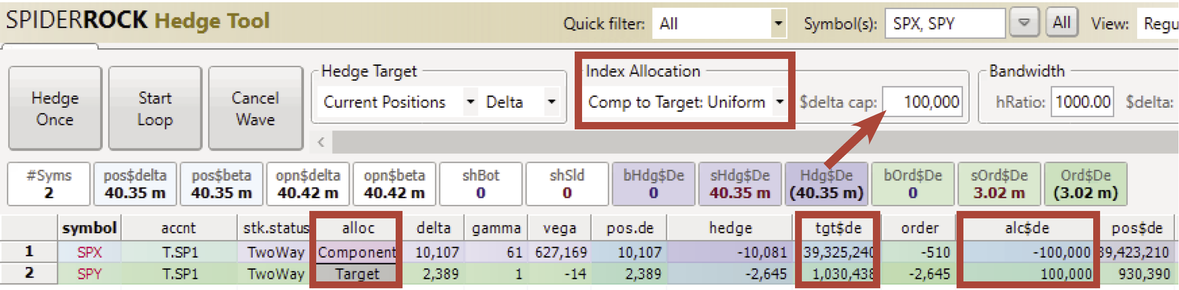 SPIDERROCK Hedge Tool
Quick filter: All
Symbol(s): SPX, SPY
All
View: Regu
Hedge Once
Start Loop
Cancel Wave
Hedge Target
Current Positions Delta
Index Allocation
Comp to Target: Uniform
$delta cap: 100,000
Bandwidth
hRatio: 1000.00 $delta:
#Syms pos$delta pos$beta opn$delta opn$beta shBot shSld bHdg$De sHdg$De Hdg$De bOrd$De sOrd$De Ord$De
2 40.35 m 40.35 m 40.42 m 40.42 m 0 0 0 40.35 m (40.35 m) 0 3.02 m (3.02 m)
symbol accnt stk.status alloc delta gamma vega pos.de hedge tgt$de order alc$de pos$de
1 SPX T.SP1 TwoWay Component 10,107 61 627,169 10,107 -10,081 39,325,240 -510 -100,000 39,423,210
2 SPY T.SP1 TwoWay Target 2,389 1 -14 2,389 -2,645 1,030,438 -2,645 100,000 930,390